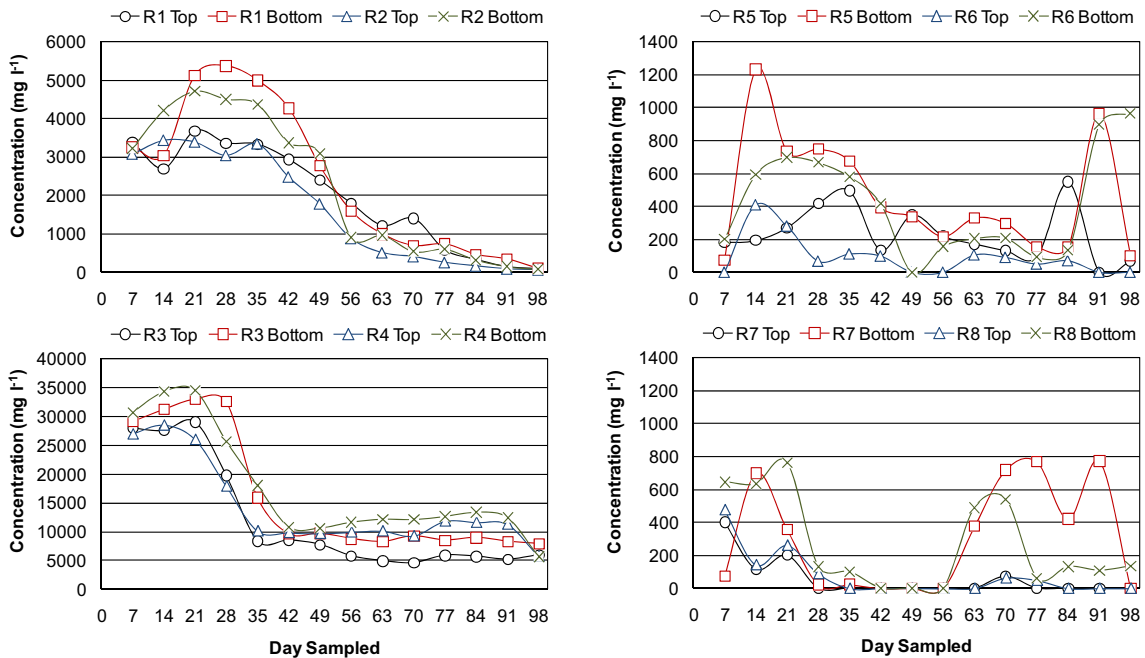 R1 Top R1 Bottom R2 Top R2 Bottom
Concentration (mg l-1)
6000
5000
4000
3000
2000
1000
0
0 7 14 21 28 35 42 49 56 63 70 77 84 91 98
R5 Top R5 Bottom R6 Top R6 Bottom
Concentration (mg l-1)
1400
1200
1000
800
600
400
200
0
0 7 14 21 28 35 42 49 56 63 70 77 84 91 98
R3 Top R3 Bottom R4 Top R4 Bottom
Concentration (mg l-1)
40000
35000
30000
25000
20000
15000
10000
5000
0
0 7 14 21 28 35 42 49 56 63 70 77 84 91 98
Day Sampled
R7 Top R7 Bottom R8 Top R8 Bottom
Concentration (mg l-1)
1400
1200
1000
800
600
400
200
0
0 7 14 21 28 35 42 49 56 63 70 77 84 91 98
Day Sampled